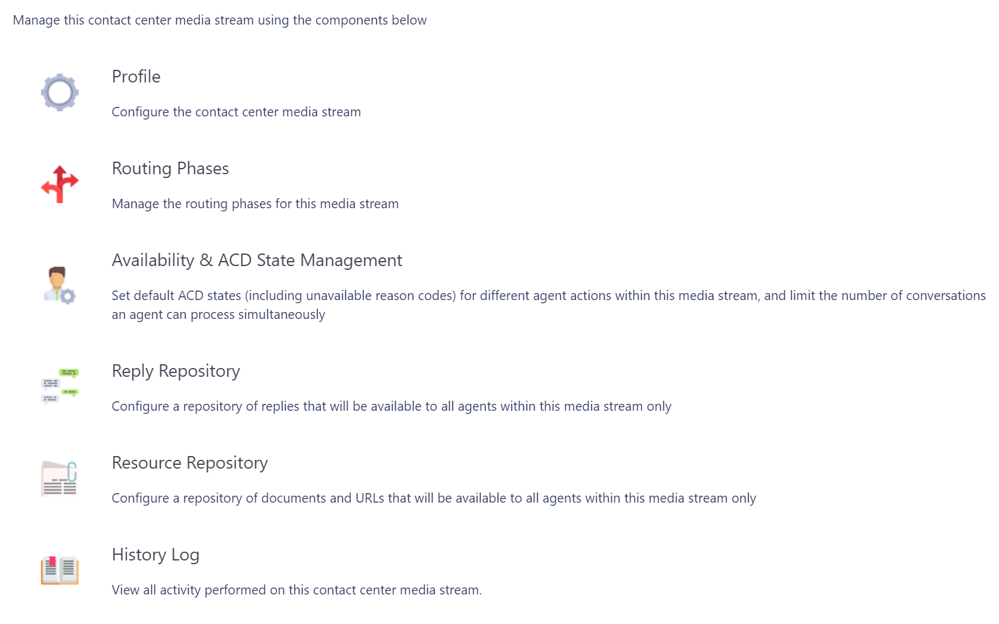 Manage this contact center media stream using the components below
Profile
Configure the contact center media stream
Routing Phases
Manage the routing phases for this media stream
Availability & ACD State Management
Set default ACD states (including unavailable reason codes) for different agent actions within this media stream, and limit the number of conversations
an agent can process simultaneously
Reply Repository
Configure a repository of replies that will be available to all agents within this media stream only
Resource Repository
Configure a repository of documents and URLs that will be available to all agents within this media stream only
History Log
View all activity performed on this contact center media stream.